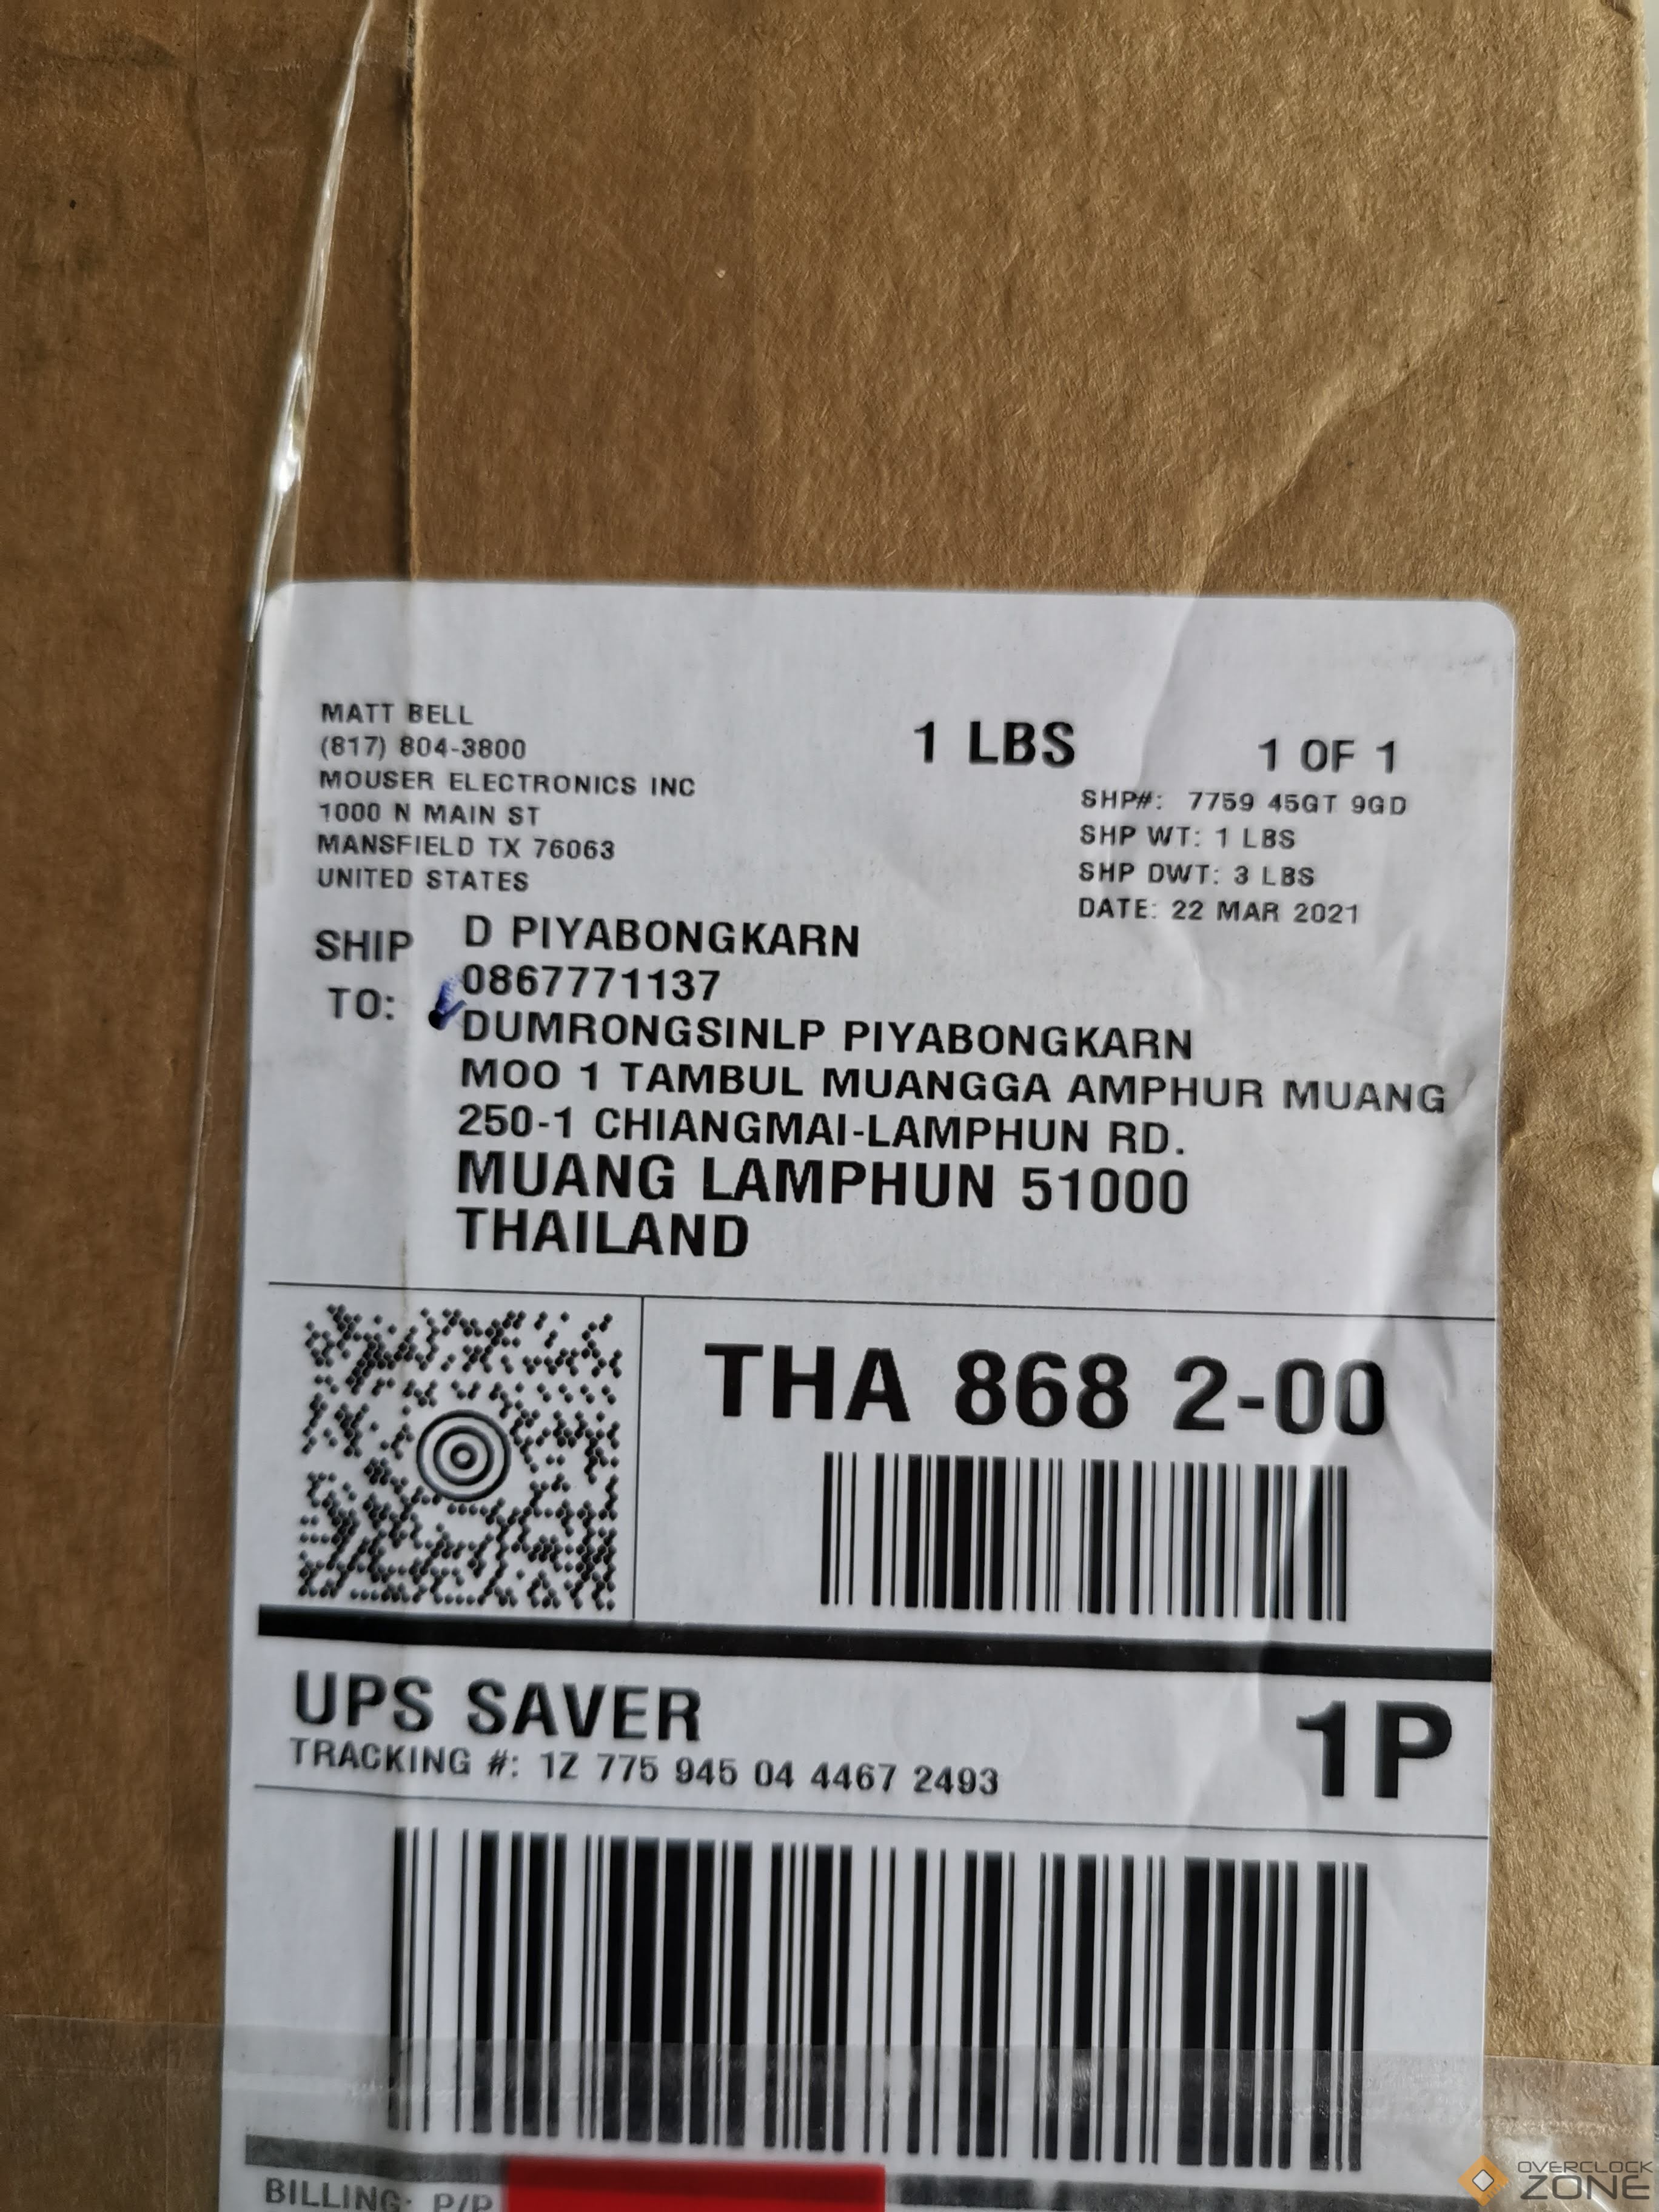 MATT BELL
(817) 804-3800
MOUSER ELECTRONICS INC
1000 N MAIN ST
MANSFIELD TX 76063
UNITED STATES
1 LBS
1 OF 1
SHP#: 7759 45GT 9GD
SHP WT: 1 LBS
SHP DWT: 3 LBS
DATE: 22 MAR 2021
SHIP TO:
D PIYABONGKARN
0867771137
DUMRONGSINLP PIYABONGKARN
MOO 1 TAMBUL MUANGGA AMPHUR MUANG
250-1 CHIANGMAI-LAMPHUN RD.
MUANG LAMPHUN 51000
THAILAND
THA 868 2-00
UPS SAVER
1P
TRACKING #: 1Z 775 945 04 4467 2493
BILLING: P/P
OVERCLOCK
ZONE